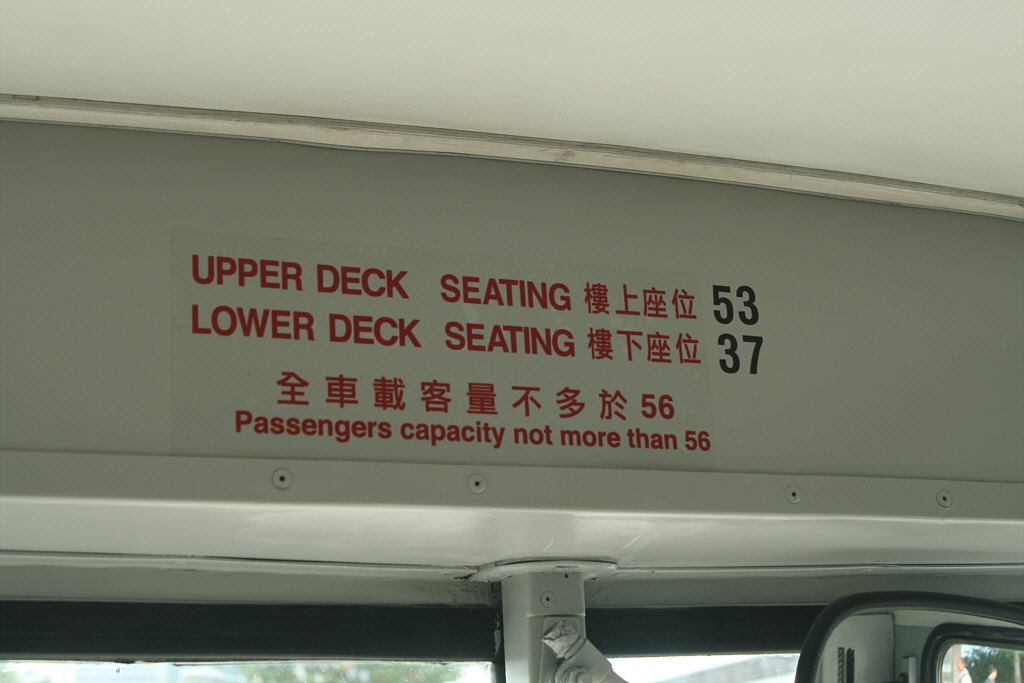 UPPER DECK SEATING 樓上座位 53
LOWER DECK SEATING 樓下座位 37
全車載客量不多於 56
Passengers capacity not more than 56